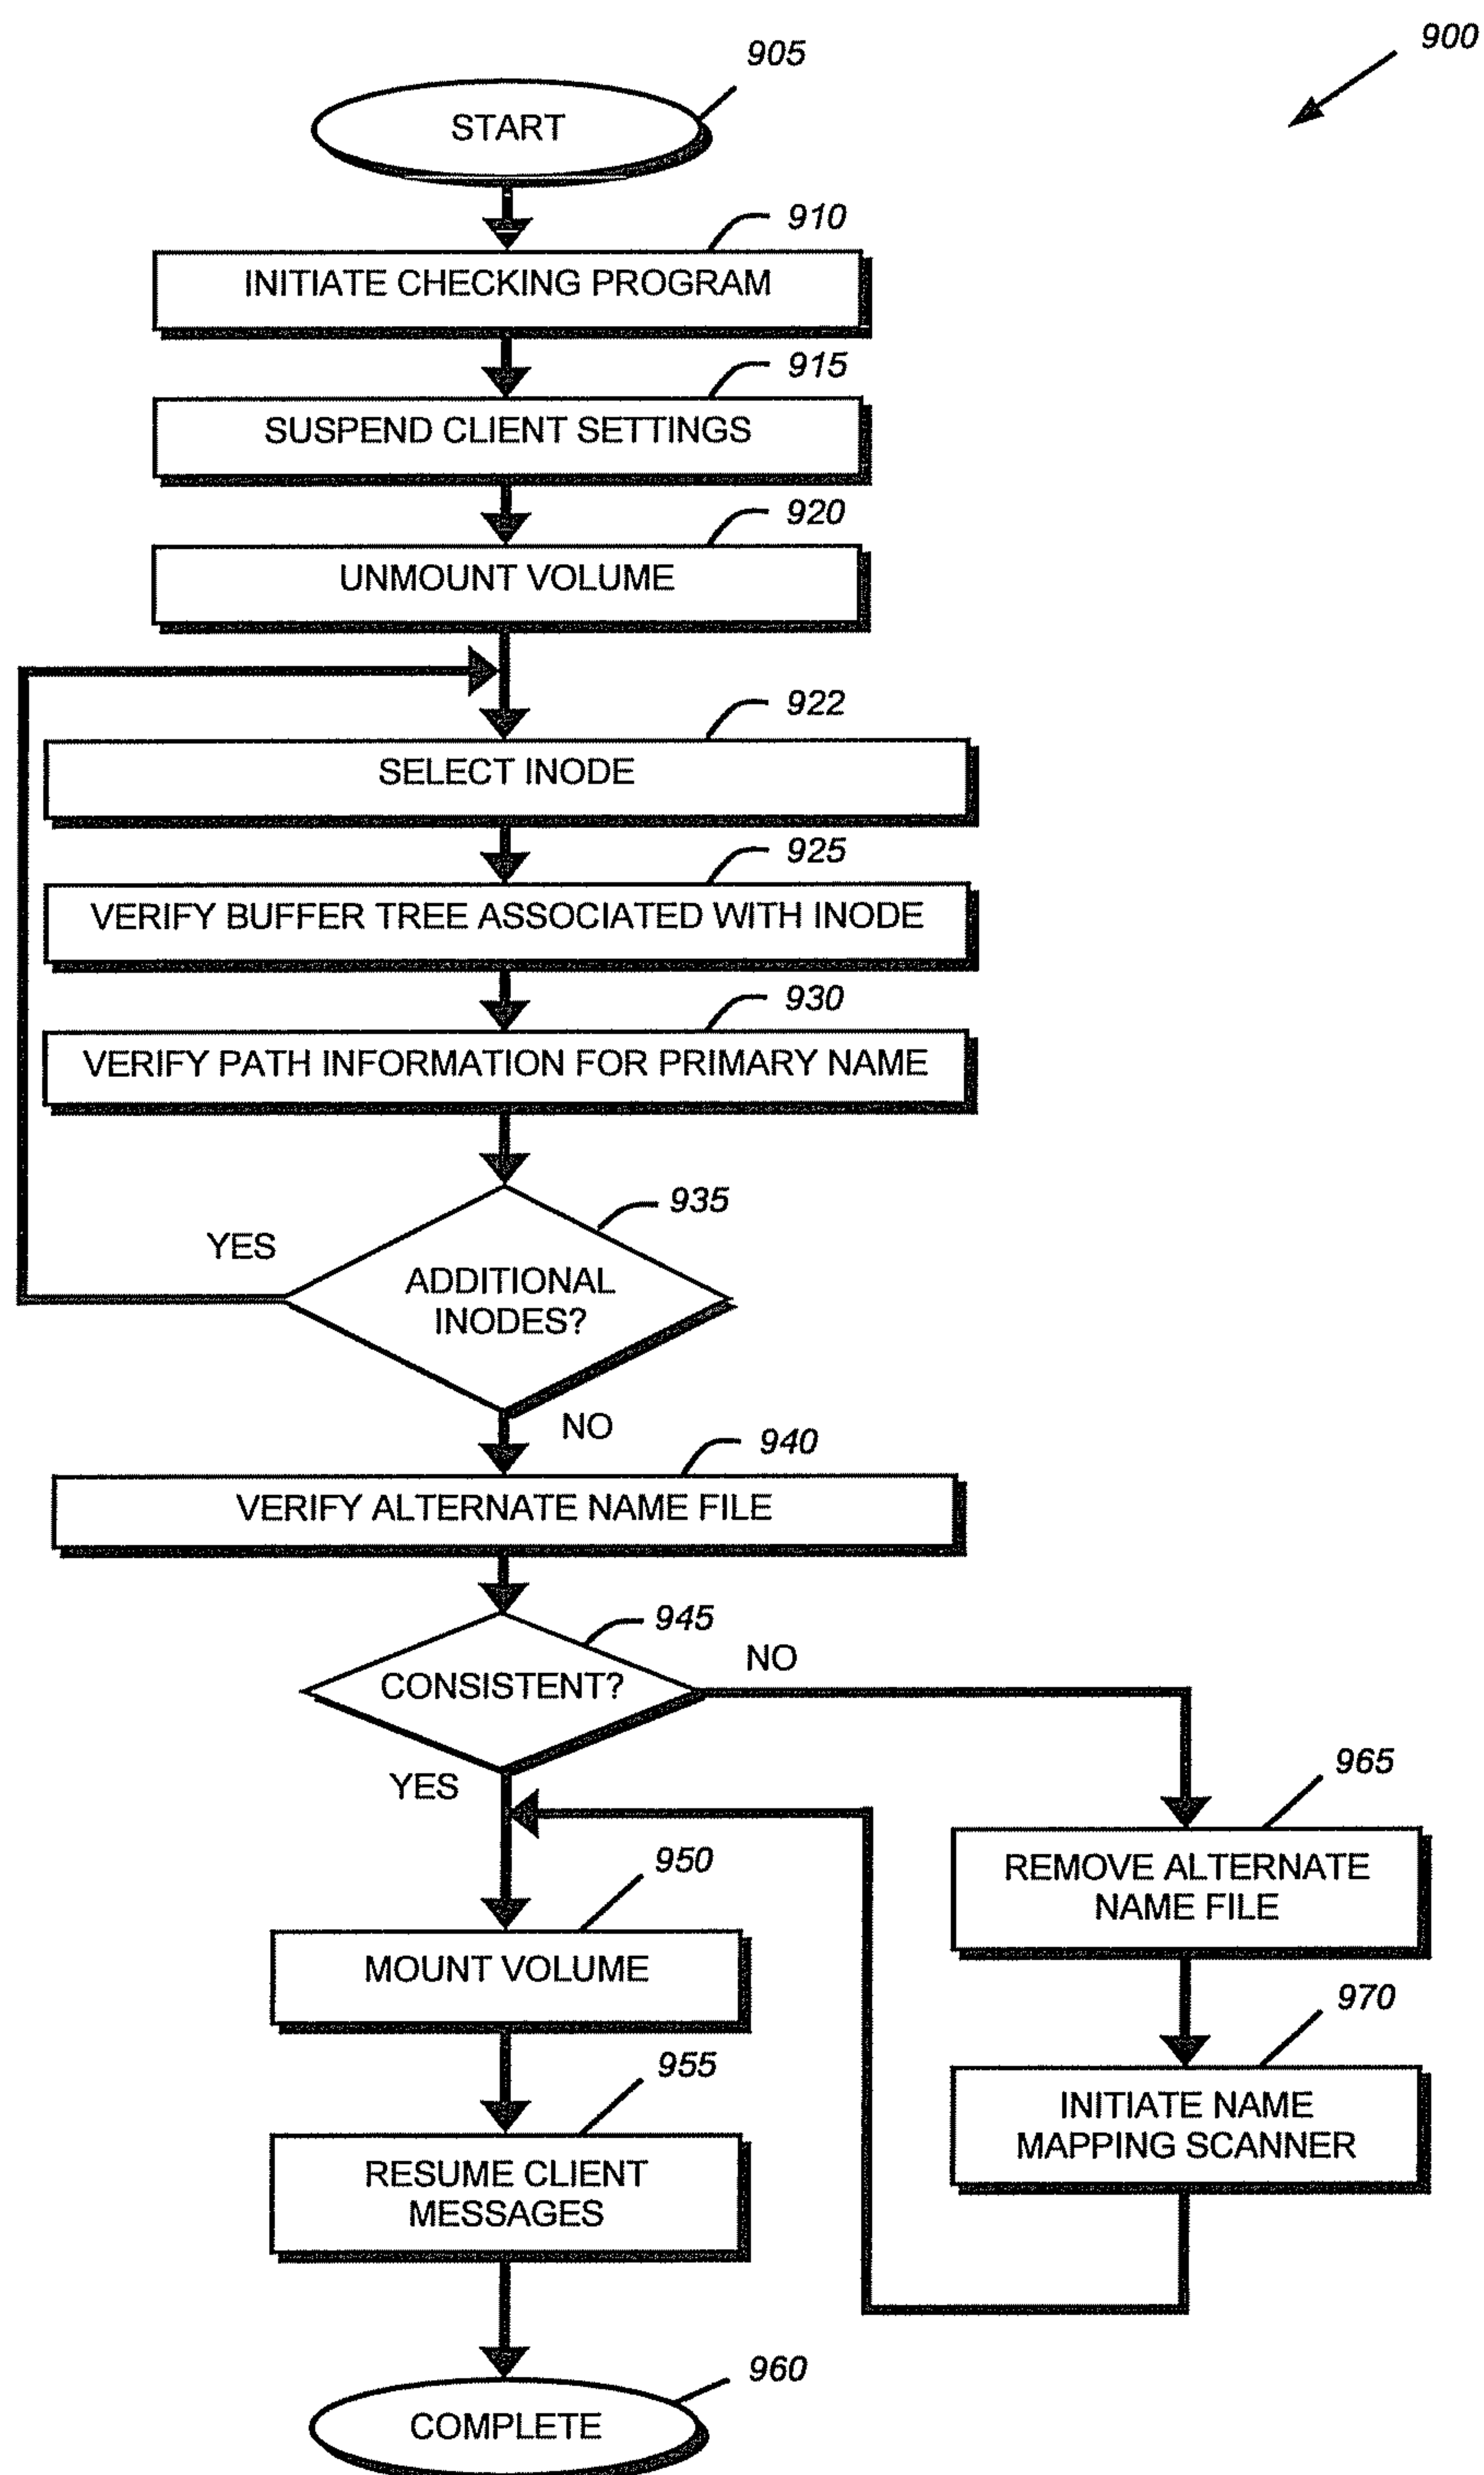 900
905
START
910
INITIATE CHECKING PROGRAM
915
SUSPEND CLIENT SETTINGS
920
UNMOUNT VOLUME
922
SELECT INODE
925
VERIFY BUFFER TREE ASSOCIATED WITH INODE
930
VERIFY PATH INFORMATION FOR PRIMARY NAME
935
YES
ADDITIONAL
INODES?
NO
940
VERIFY ALTERNATE NAME FILE
945
NO
CONSISTENT?
YES
965
REMOVE ALTERNATE
NAME FILE
950
MOUNT VOLUME
970
INITIATE NAME
MAPPING SCANNER
955
RESUME CLIENT
MESSAGES
960
COMPLETE